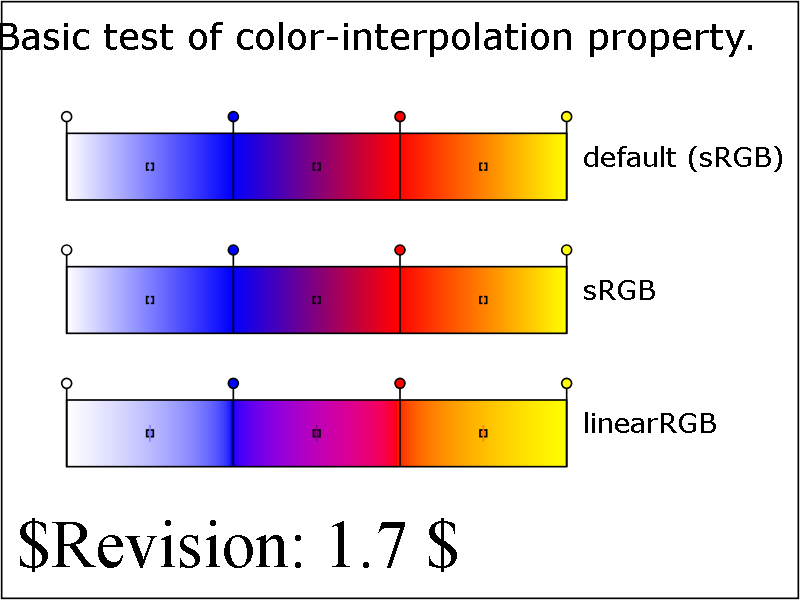 Basic test of color-interpolation property.
default (sRGB)
sRGB
linearRGB
$Revision: 1.7 $